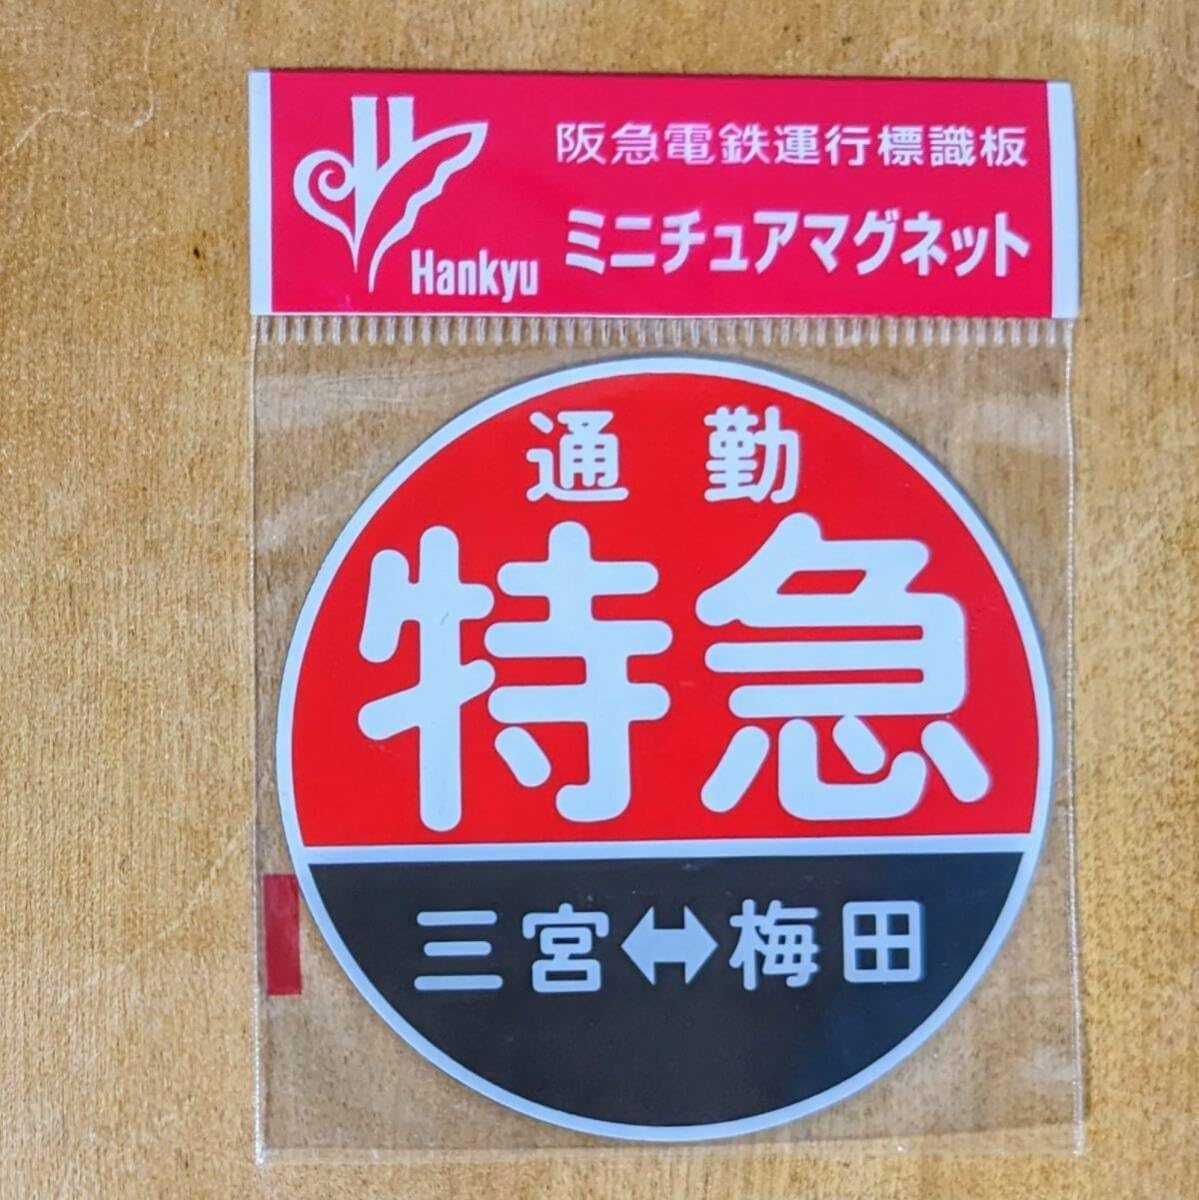 阪急電鉄運行標識板
ミニチュアマグネット
Hankyu
通勤
特急
三宮↔梅田